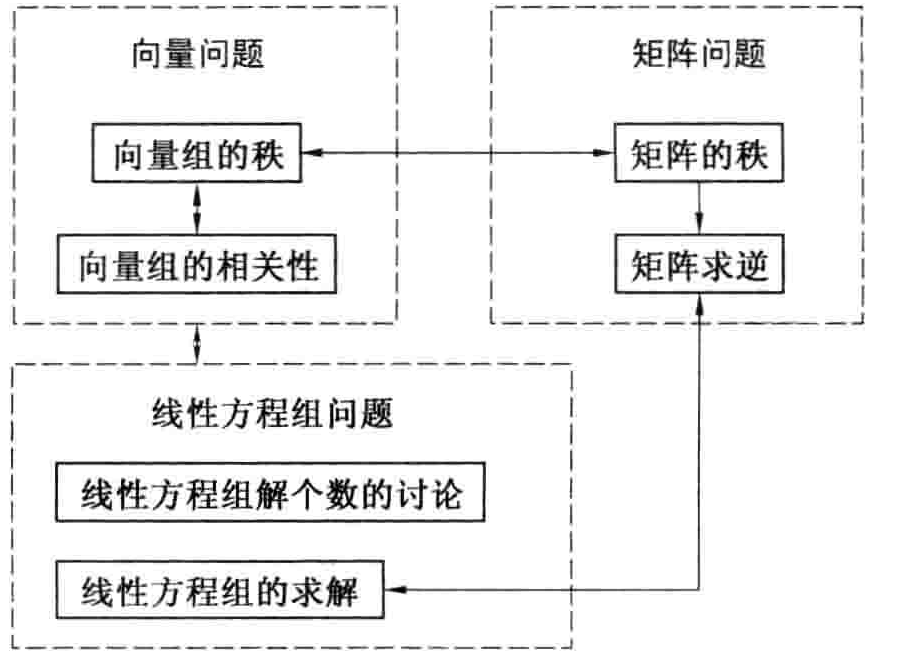 向量问题
向量组的秩
向量组的相关性
矩阵问题
矩阵的秩
矩阵求逆
线性方程组问题
线性方程组解个数的讨论
线性方程组的求解